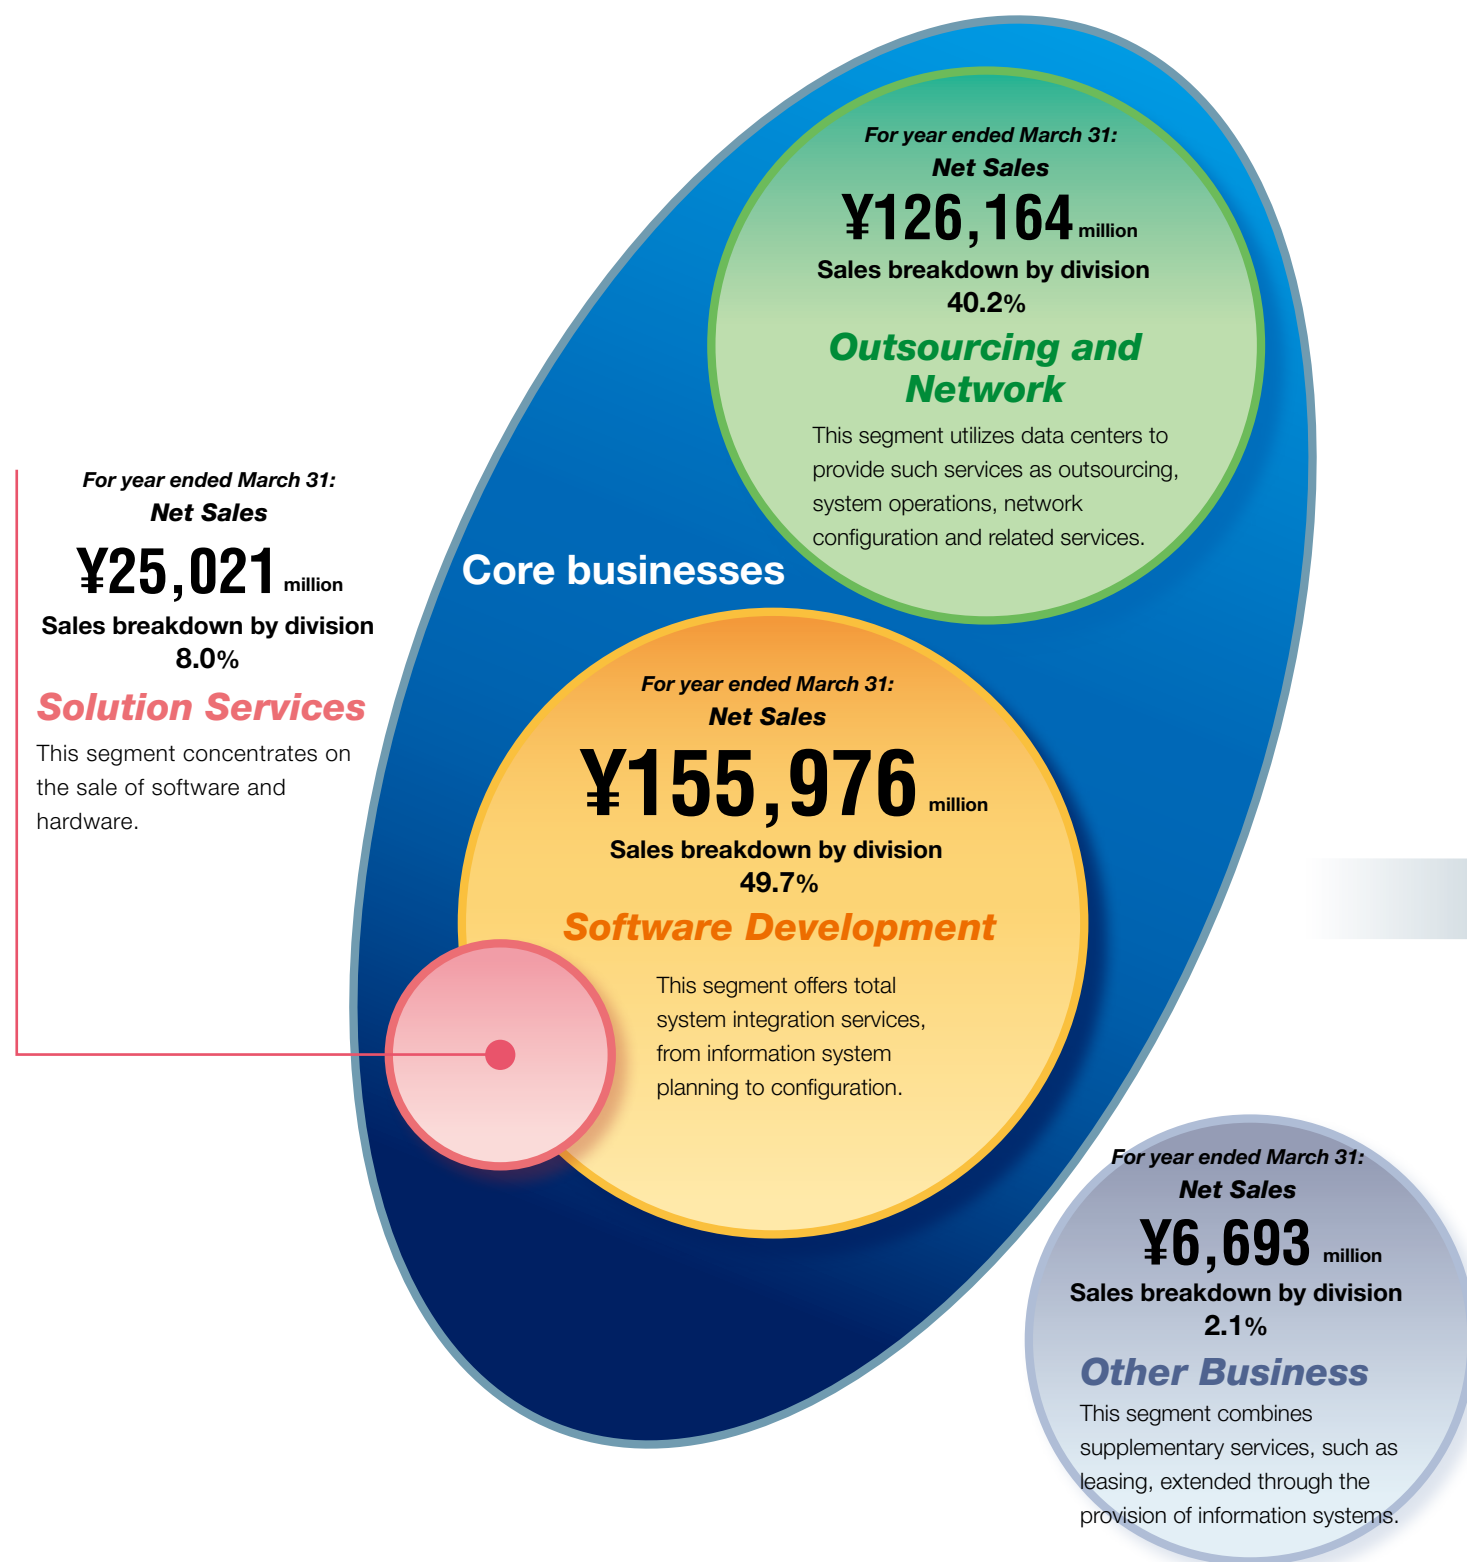 For year ended March 31:
Net Sales
¥126,164 million
Sales breakdown by division
40.2%
Outsourcing and
Network
This segment utilizes data centers to
provide such services as outsourcing,
system operations, network
configuration and related services.
For year ended March 31:
Net Sales
¥25,021 million
Sales breakdown by division
8.0%
Solution Services
This segment concentrates on
the sale of software and
hardware.
Core businesses
For year ended March 31:
Net Sales
¥155,976 million
Sales breakdown by division
49.7%
Software Development
This segment offers total
system integration services,
from information system
planning to configuration.
For year ended March 31:
Net Sales
¥6,693 million
Sales breakdown by division
2.1%
Other Business
This segment combines
supplementary services, such as
leasing, extended through the
provision of information systems.